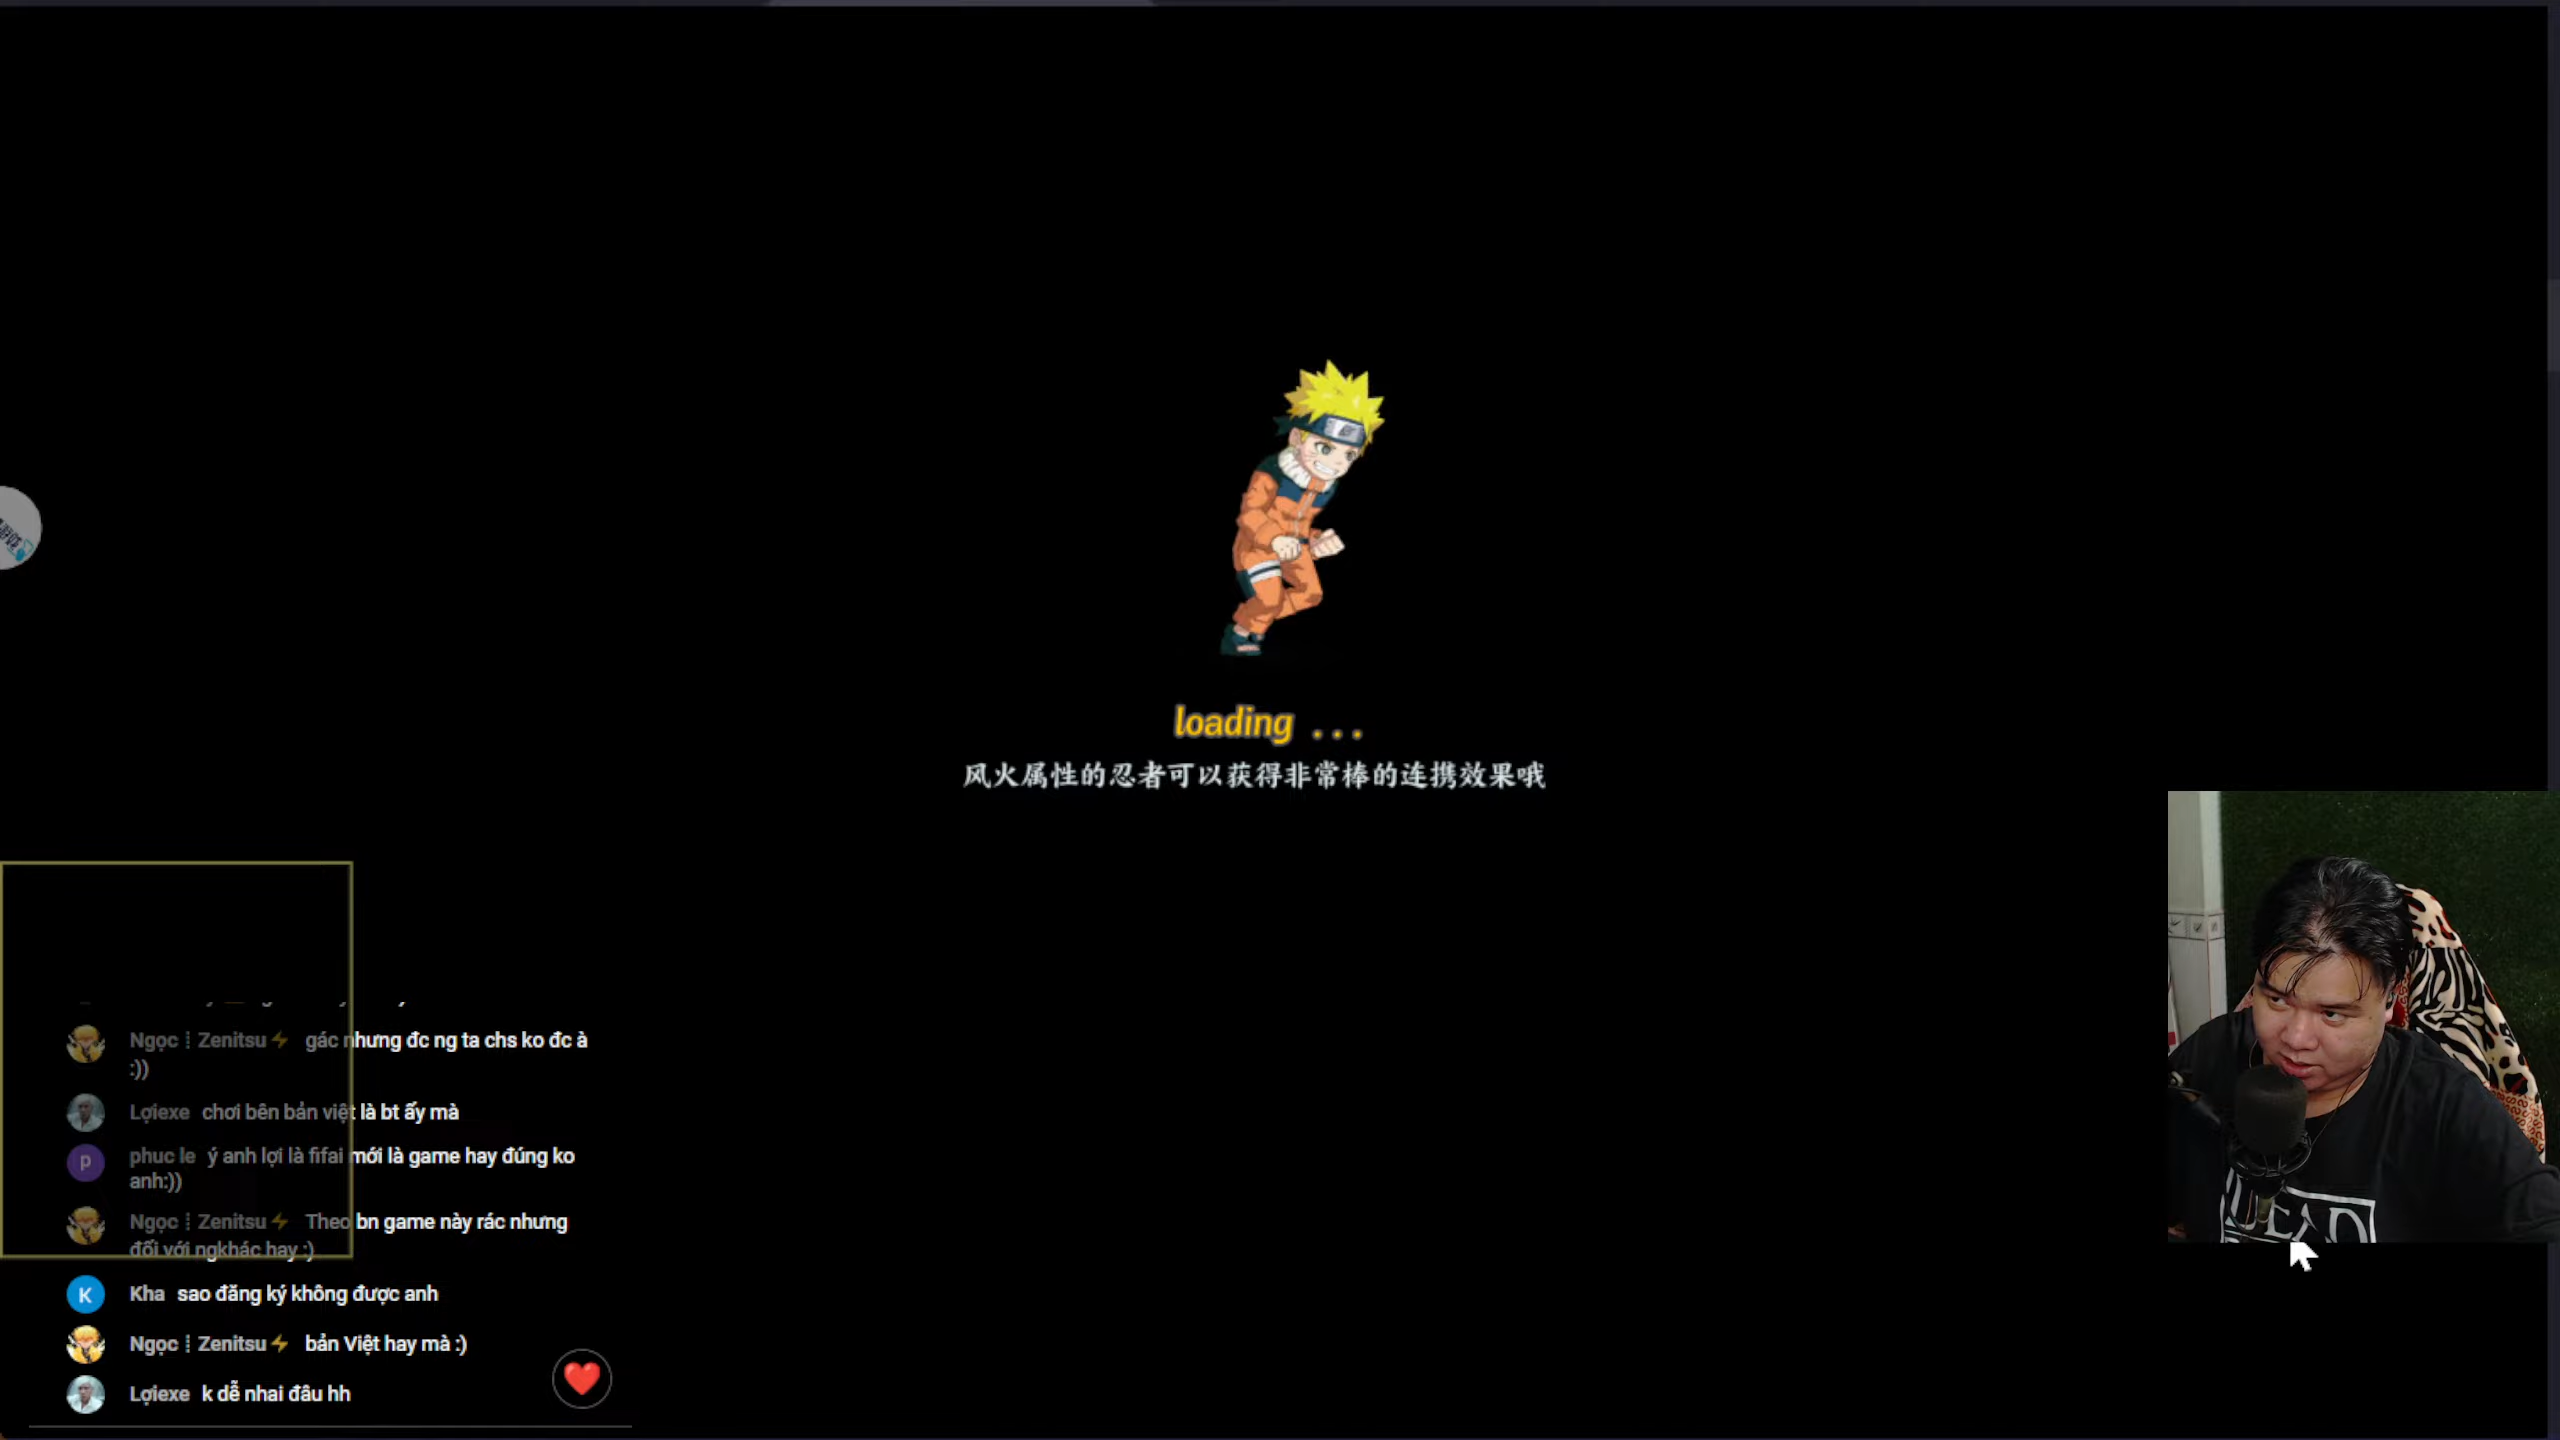 loading ...
风火属性的忍者可以获得非常棒的连携效果哦
Ngọc ⁞ Zenitsu⚡ gác nhưng đc ng ta chs ko đc à
:))
Lợiexe chơi bên bản việt là bt ấy mà
P phuc le ý anh lợi là fifai mới là game hay đúng ko
anh:))
Ngọc ⁞ Zenitsu⚡ Theo bn game này rác nhưng
đối với ngkhác hay :)
K Kha sao đăng ký không được anh
Ngọc ⁞ Zenitsu⚡ bản Việt hay mà :)
Lợiexe k dễ nhai đâu hh
DEAD